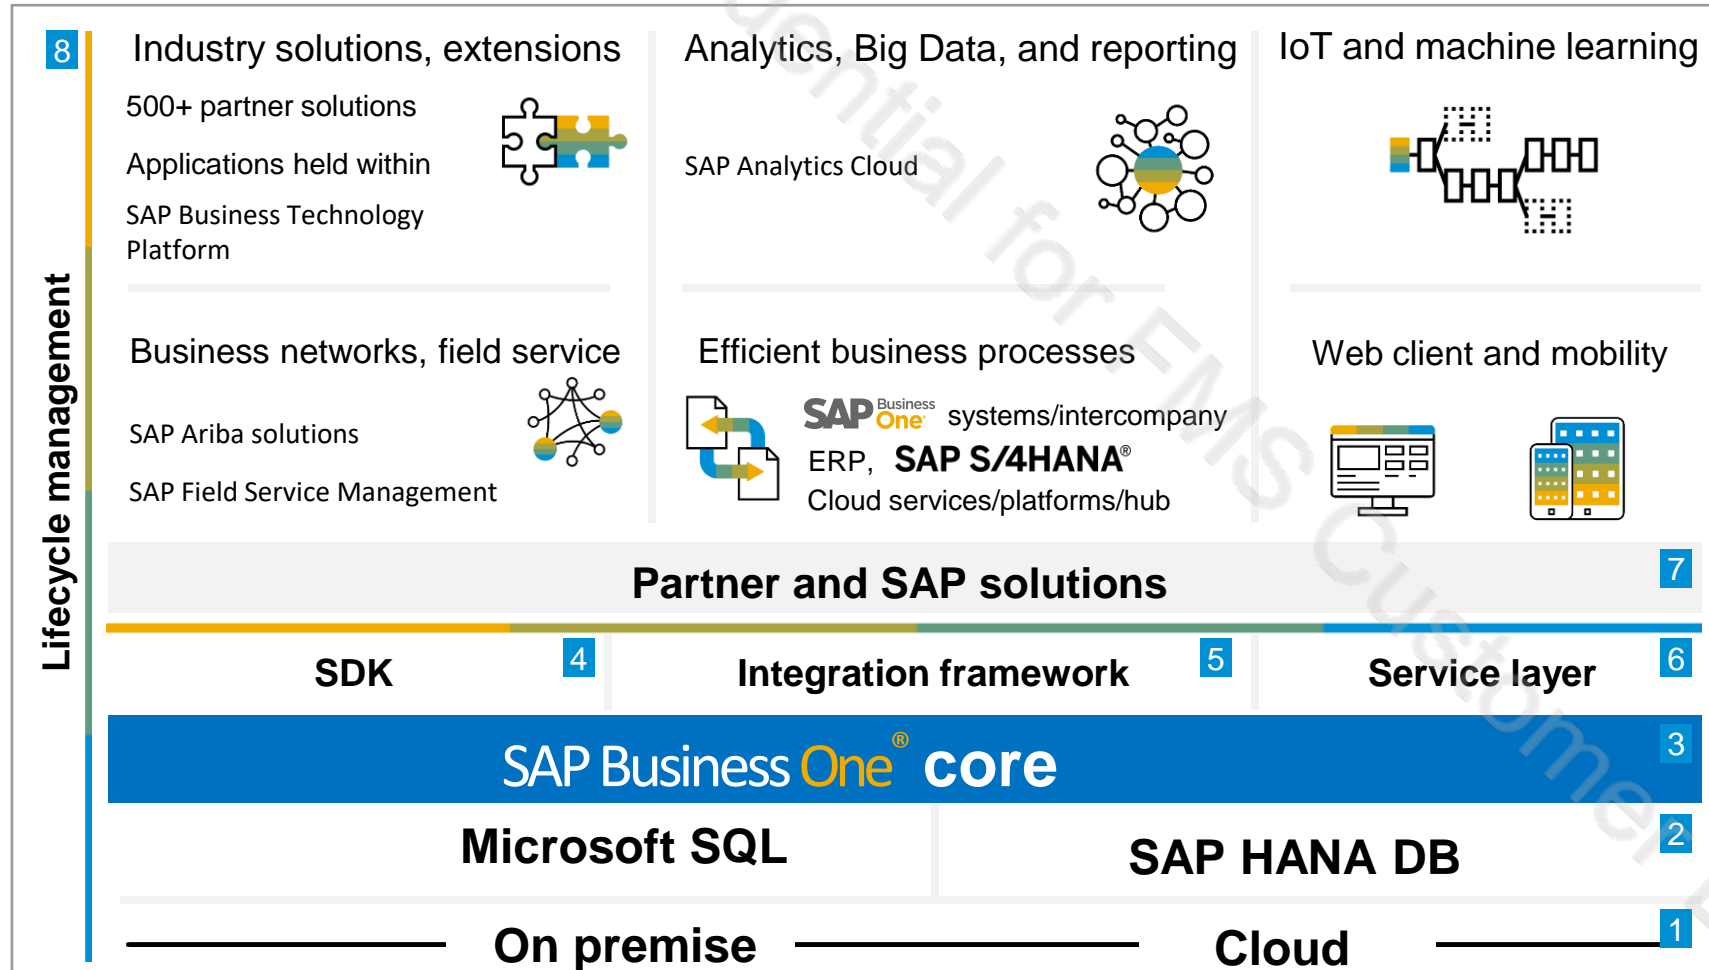 8
Industry solutions, extensions
500+ partner solutions
Applications held within
SAP Business Technology
Platform
Analytics, Big Data, and reporting
SAP Analytics Cloud
IoT and machine learning
Business networks, field service
SAP Ariba solutions
SAP Field Service Management
Efficient business processes
SAP Business One systems/intercompany
ERP, SAP S/4HANA®
Cloud services/platforms/hub
Web client and mobility
Lifecycle management
Partner and SAP solutions
7
SDK
4
Integration framework
5
Service layer
6
SAP Business One® core
3
Microsoft SQL
SAP HANA DB
2
On premise
Cloud
1
for FMS Customer